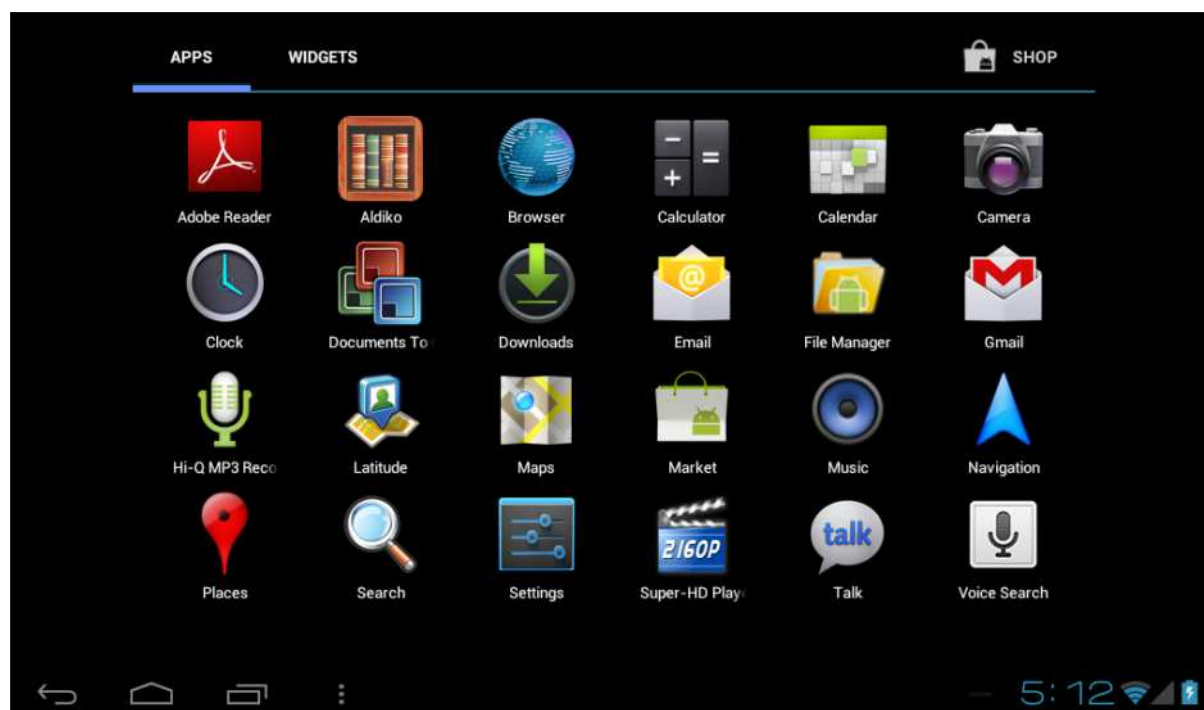 APPS WIDGETS SHOP
Adobe Reader Aldiko Browser Calculator Calendar Camera
Clock Documents To Downloads Email File Manager Gmail
Hi-Q MP3 Reco Latitude Maps Market Music Navigation
2160P talk
Places Search Settings Super-HD Play Talk Voice Search
5:12